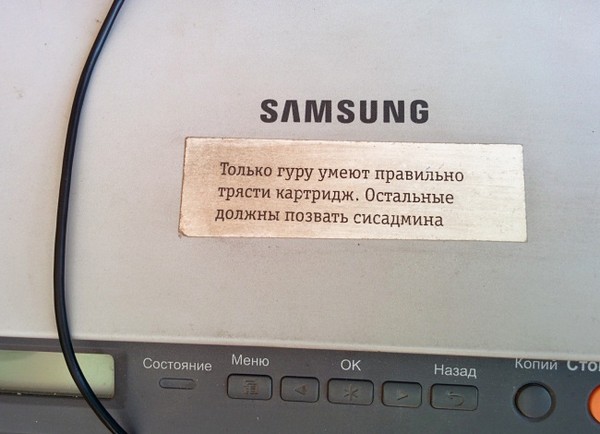 SAMSUNG
Только гуру умеют правильно
трясти картридж. Остальные
должны позвать сисадмина
Состояние
Меню
OK
Назад
Копий